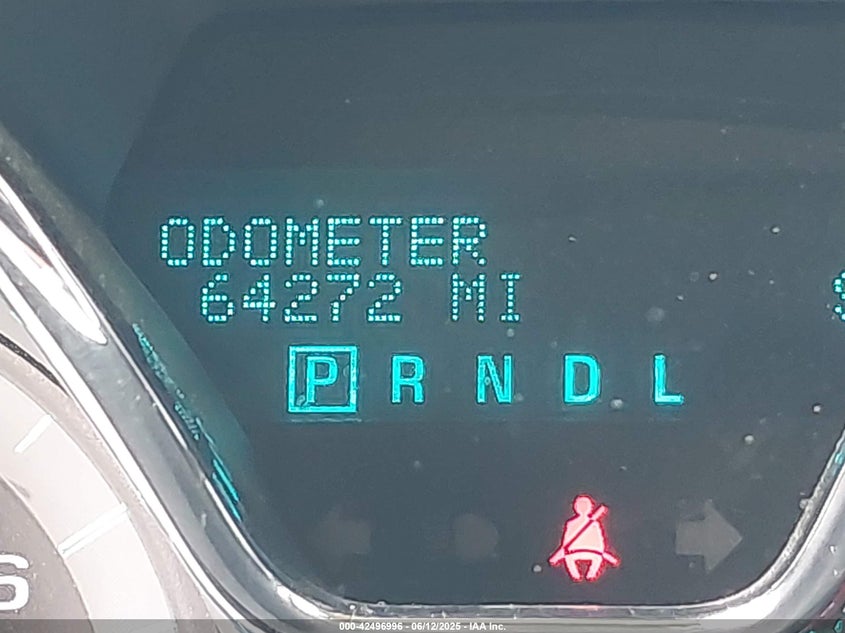 ODOMETER
64272 MI
P R N D L
S
000-42496996 - 06/12/2025 - IAA Inc.